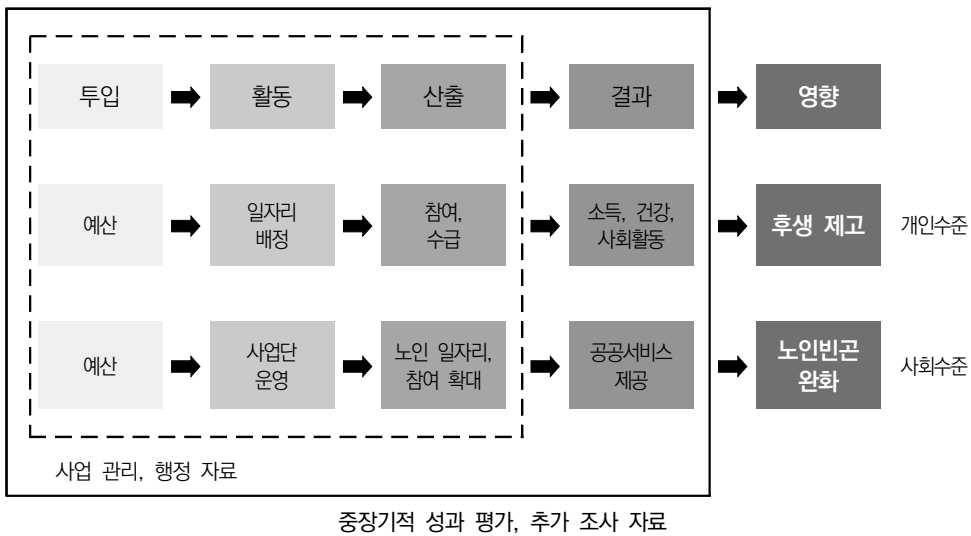 투입
활동
산출
결과
영향
예산
일자리
배정
참여,
수급
소득, 건강,
사회활동
후생 제고
개인수준
예산
사업단
운영
노인 일자리,
참여 확대
공공서비스
제공
노인빈곤
완화
사회수준
사업 관리, 행정 자료
중장기적 성과 평가, 추가 조사 자료